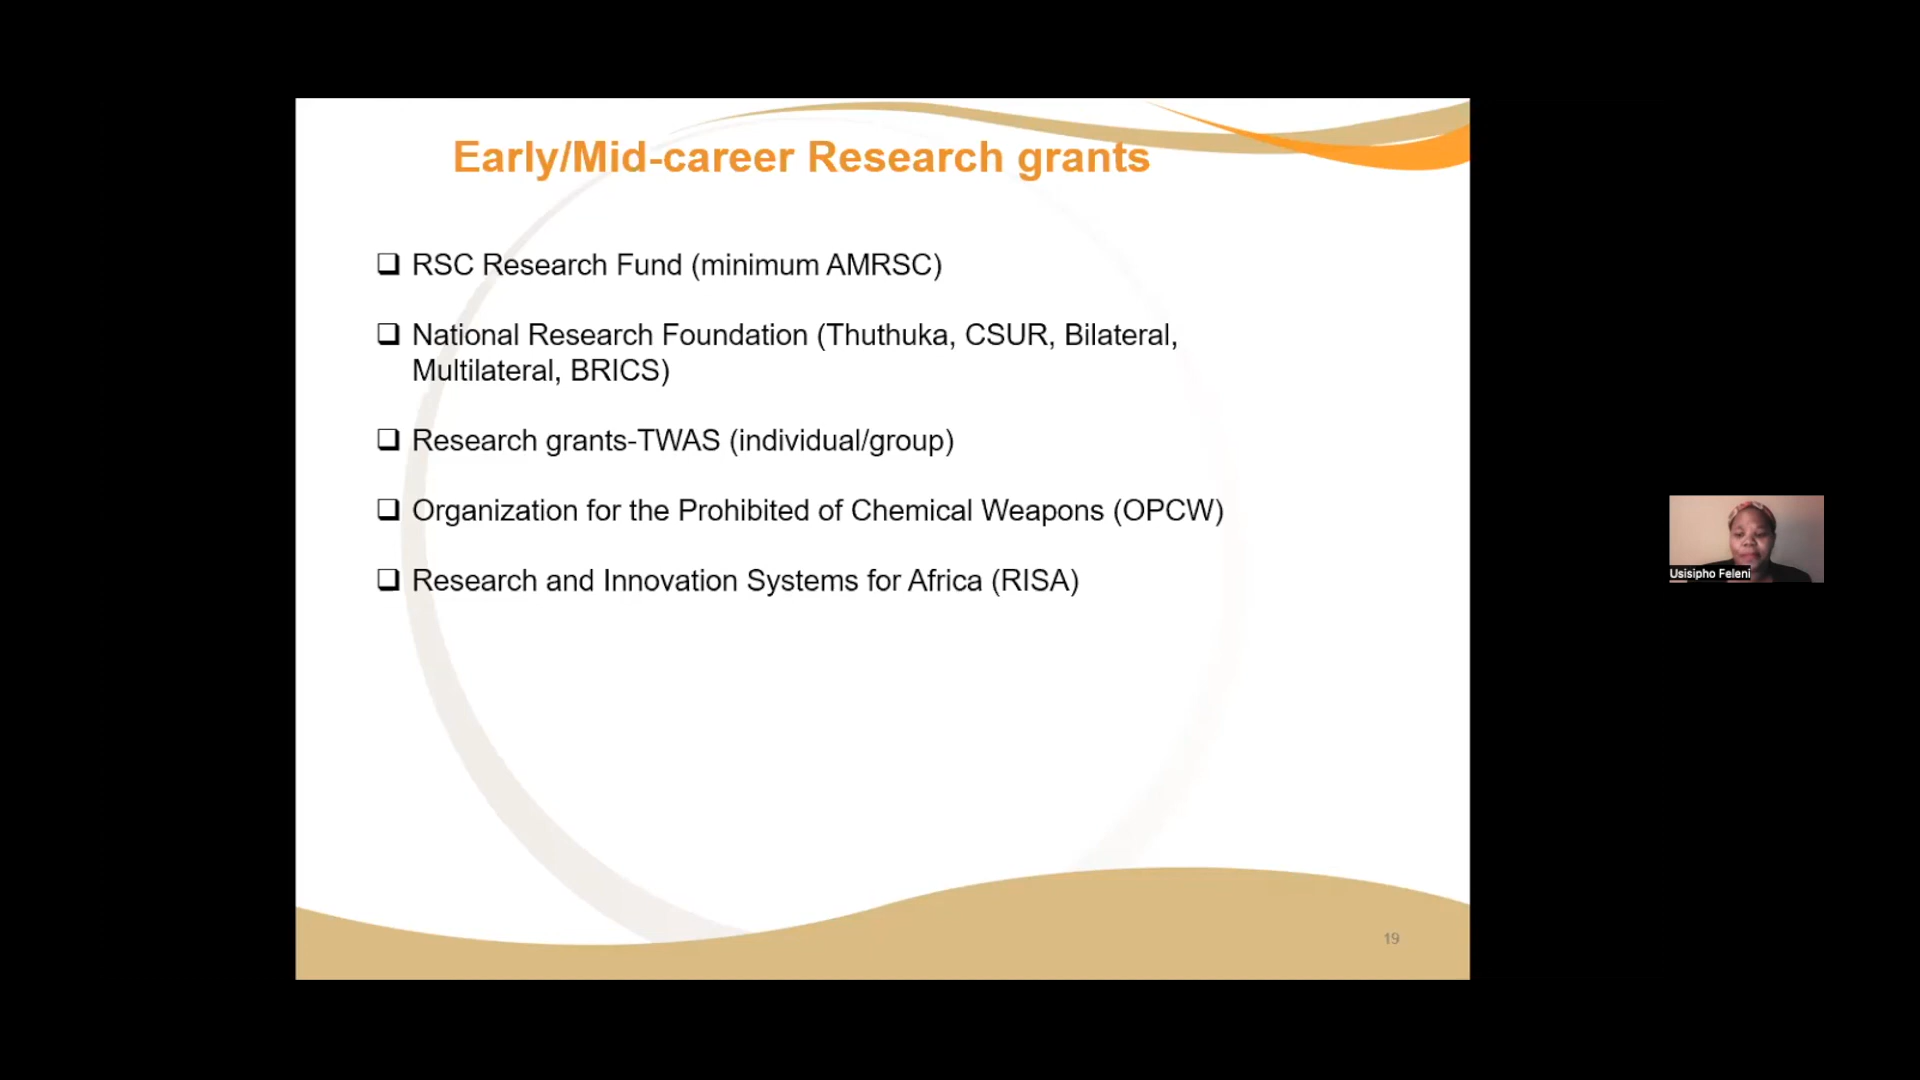 Early/Mid-career Research grants
❑ RSC Research Fund (minimum AMRSC)
❑ National Research Foundation (Thuthuka, CSUR, Bilateral,
Multilateral, BRICS)
❑ Research grants-TWAS (individual/group)
❑ Organization for the Prohibited of Chemical Weapons (OPCW)
❑ Research and Innovation Systems for Africa (RISA)
Usisipho Feleni
19